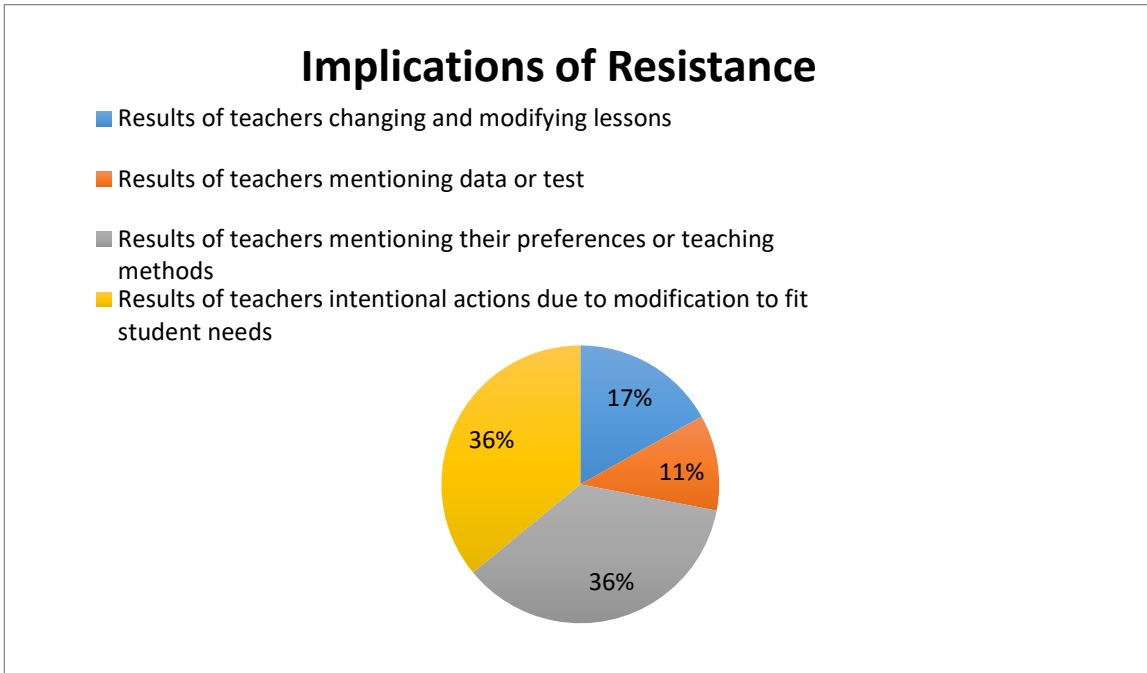 Implications of Resistance
Results of teachers changing and modifying lessons
Results of teachers mentioning data or test
Results of teachers mentioning their preferences or teaching
methods
Results of teachers intentional actions due to modification to fit
student needs
17%
36%
11%
36%